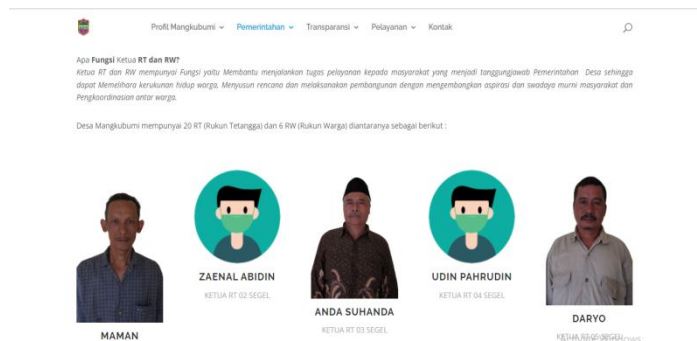 Profil Mangkubumi Pemerintahan Transparansi Pelayanan Kontak
Apa Fungsi Ketua RT dan RW?
Ketua RT dan RW mempunyai Fungsi yaitu Membantu menjalankan tugas pelayanan kepada masyarakat yang menjadi tanggungjawab Pemerintahan Desa sehingga
dapat Memelihara kerukunan hidup warga, Menyusun rencana dan melaksanakan pembangunan dengan mengembangkan aspirasi dan swadaya murni masyarakat dan
Pengkoordinasian antar warga.
Desa Mangkubumi mempunyai 20 RT (Rukun Tetangga) dan 6 RW (Rukun Warga) diantaranya sebagai berikut :
ZAENAL ABIDIN
KETUA RT 02 SEGEL
UDIN PAHRUDIN
KETUA RT 04 SEGEL
ANDA SUHANDA
KETUA RT 03 SEGEL
DARYO
KETUA RT 05 SEGEL
MAMAN